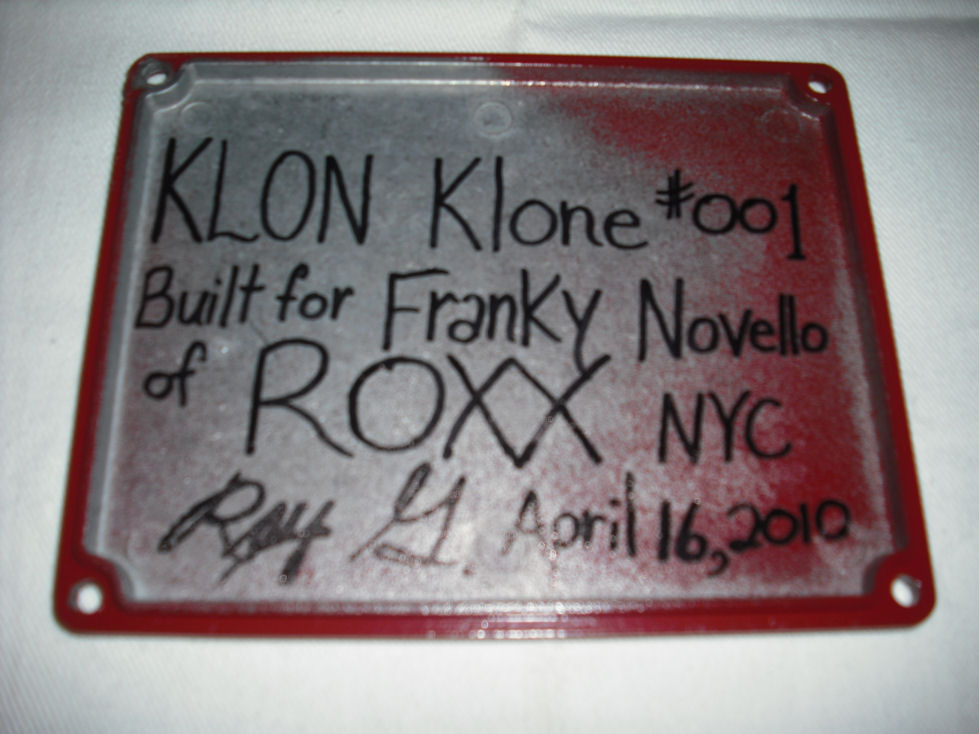 KLON Klone #001
Built for Franky Novello
of ROXX NYC
Ray G. April 16, 2010